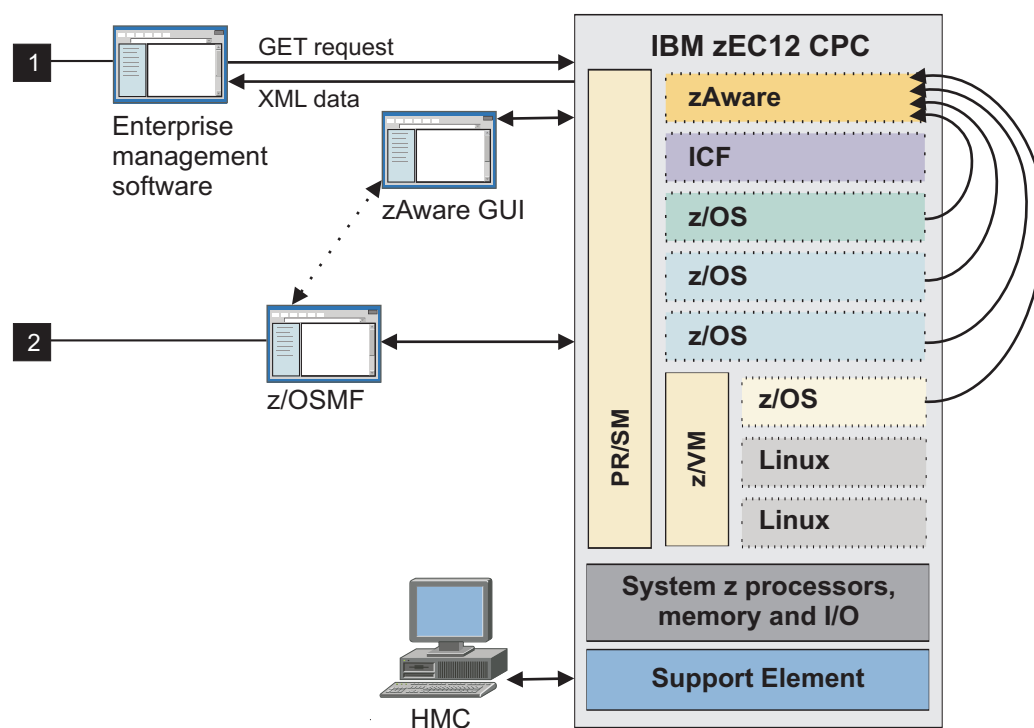 IBM zEC12 CPC
1
GET request
XML data
Enterprise
management
software
zAware GUI
2
z/OSMF
PR/SM
zAware
ICF
z/OS
z/OS
z/OS
z/VM
z/OS
Linux
Linux
System z processors,
memory and I/O
Support Element
HMC